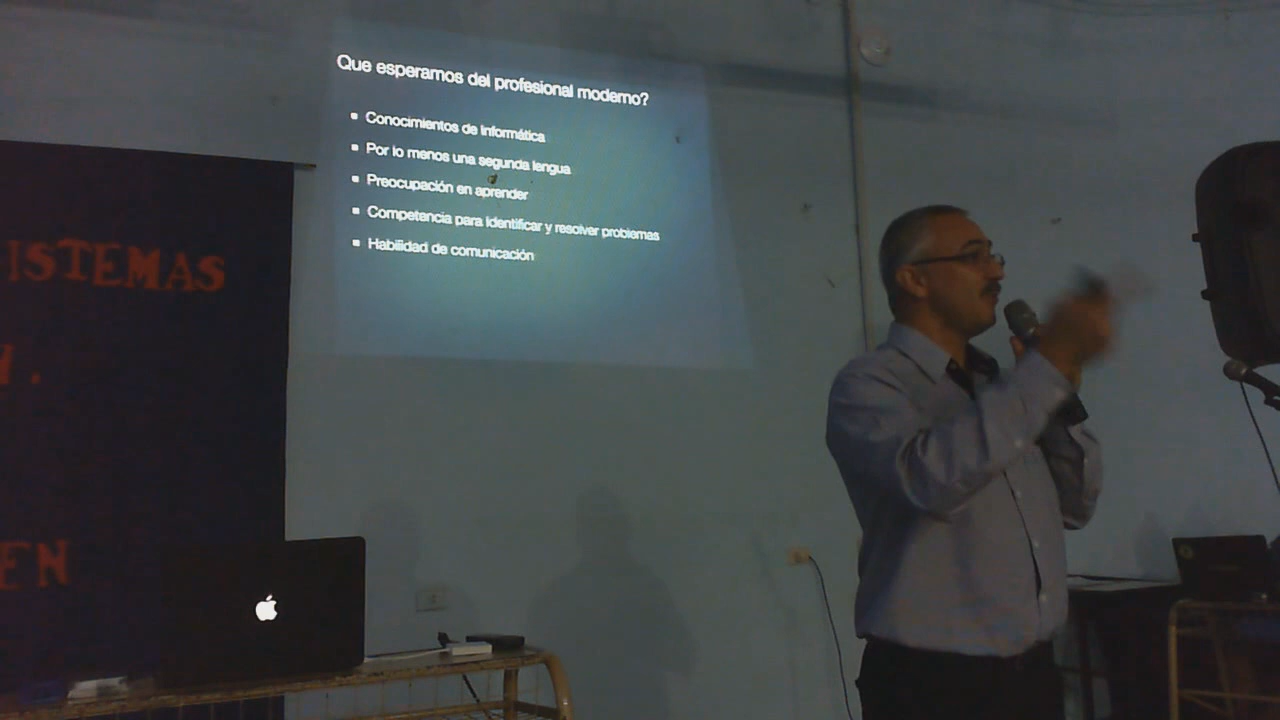 Que esperamos del profesional moderno?
Conocimientos de Informática
Por lo menos una segunda lengua
Preocupación en aprender
Competencia para identificar y resolver problemas
Habilidad de comunicación
ISTEMAS
EN